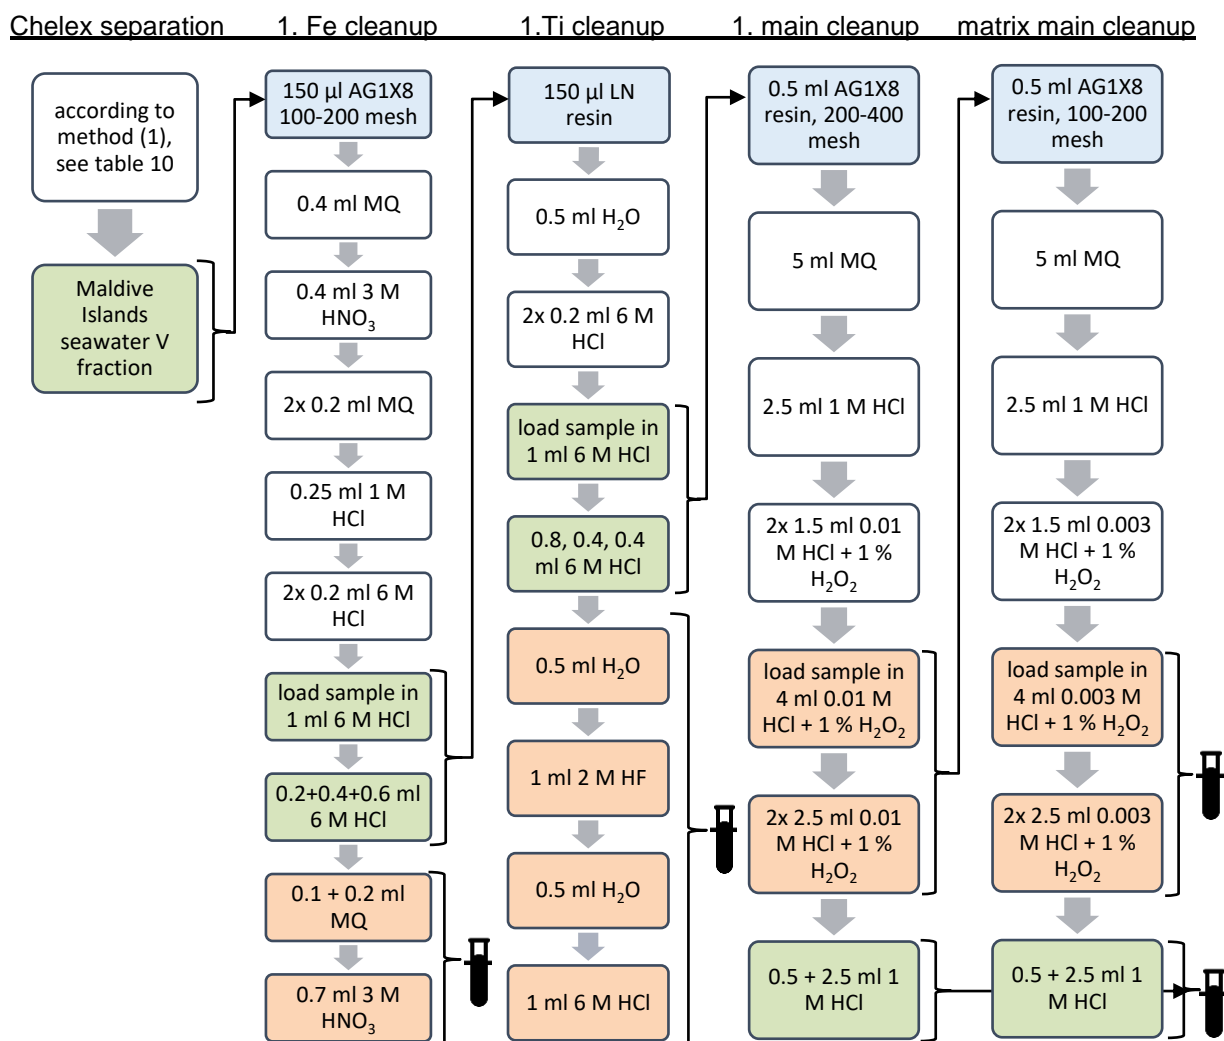 Chelex separation
1. Fe cleanup
1.Ti cleanup
1. main cleanup
matrix main cleanup
according to
method (1),
see table 10
Maldive
Islands
seawater V
fraction
150 µl AG1X8
100-200 mesh
0.4 ml MQ
0.4 ml 3 M
HNO₃
2x 0.2 ml MQ
0.25 ml 1 M
HCl
2x 0.2 ml 6 M
HCl
load sample in
1 ml 6 M HCl
0.2+0.4+0.6 ml
6 M HCl
0.1 + 0.2 ml
MQ
0.7 ml 3 M
HNO₃
150 µl LN
resin
0.5 ml H₂O
2x 0.2 ml 6 M
HCl
load sample in
1 ml 6 M HCl
0.8, 0.4, 0.4
ml 6 M HCl
0.5 ml H₂O
1 ml 2 M HF
0.5 ml H₂O
1 ml 6 M HCl
0.5 ml AG1X8
resin, 200-400
mesh
5 ml MQ
2.5 ml 1 M HCl
2x 1.5 ml 0.01
M HCl + 1 %
H₂O₂
load sample in
4 ml 0.01 M
HCl + 1 % H₂O₂
2x 2.5 ml 0.01
M HCl + 1 %
H₂O₂
0.5 + 2.5 ml 1
M HCl
0.5 ml AG1X8
resin, 100-200
mesh
5 ml MQ
2.5 ml 1 M HCl
2x 1.5 ml 0.003
M HCl + 1 %
H₂O₂
load sample in
4 ml 0.003 M
HCl + 1 % H₂O₂
2x 2.5 ml 0.003
M HCl + 1 %
H₂O₂
0.5 + 2.5 ml 1
M HCl